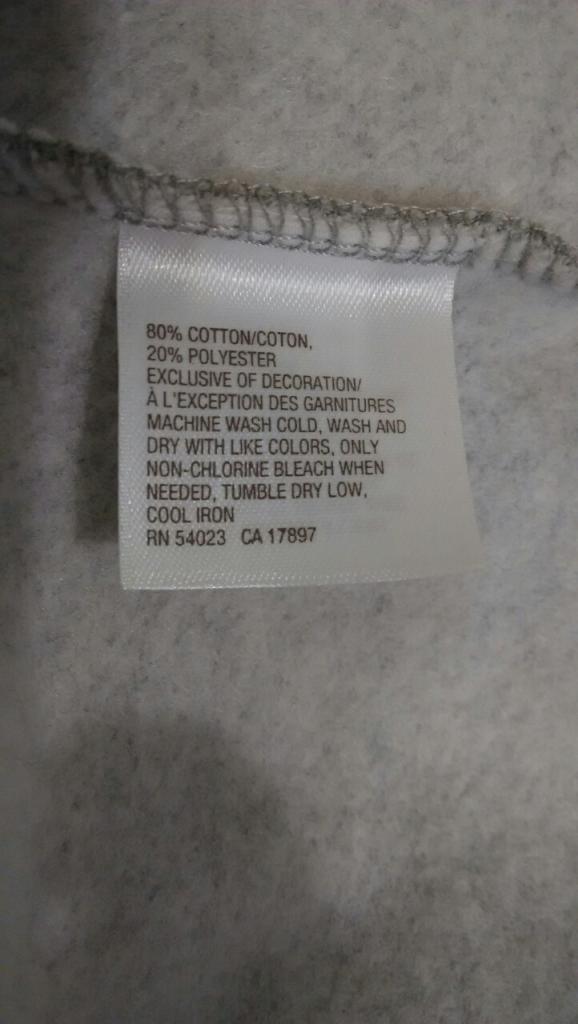 80% COTTON/COTON,
20% POLYESTER
EXCLUSIVE OF DECORATION/
À L'EXCEPTION DES GARNITURES
MACHINE WASH COLD, WASH AND
DRY WITH LIKE COLORS, ONLY
NON-CHLORINE BLEACH WHEN
NEEDED, TUMBLE DRY LOW,
COOL IRON
RN 54023 CA 17897